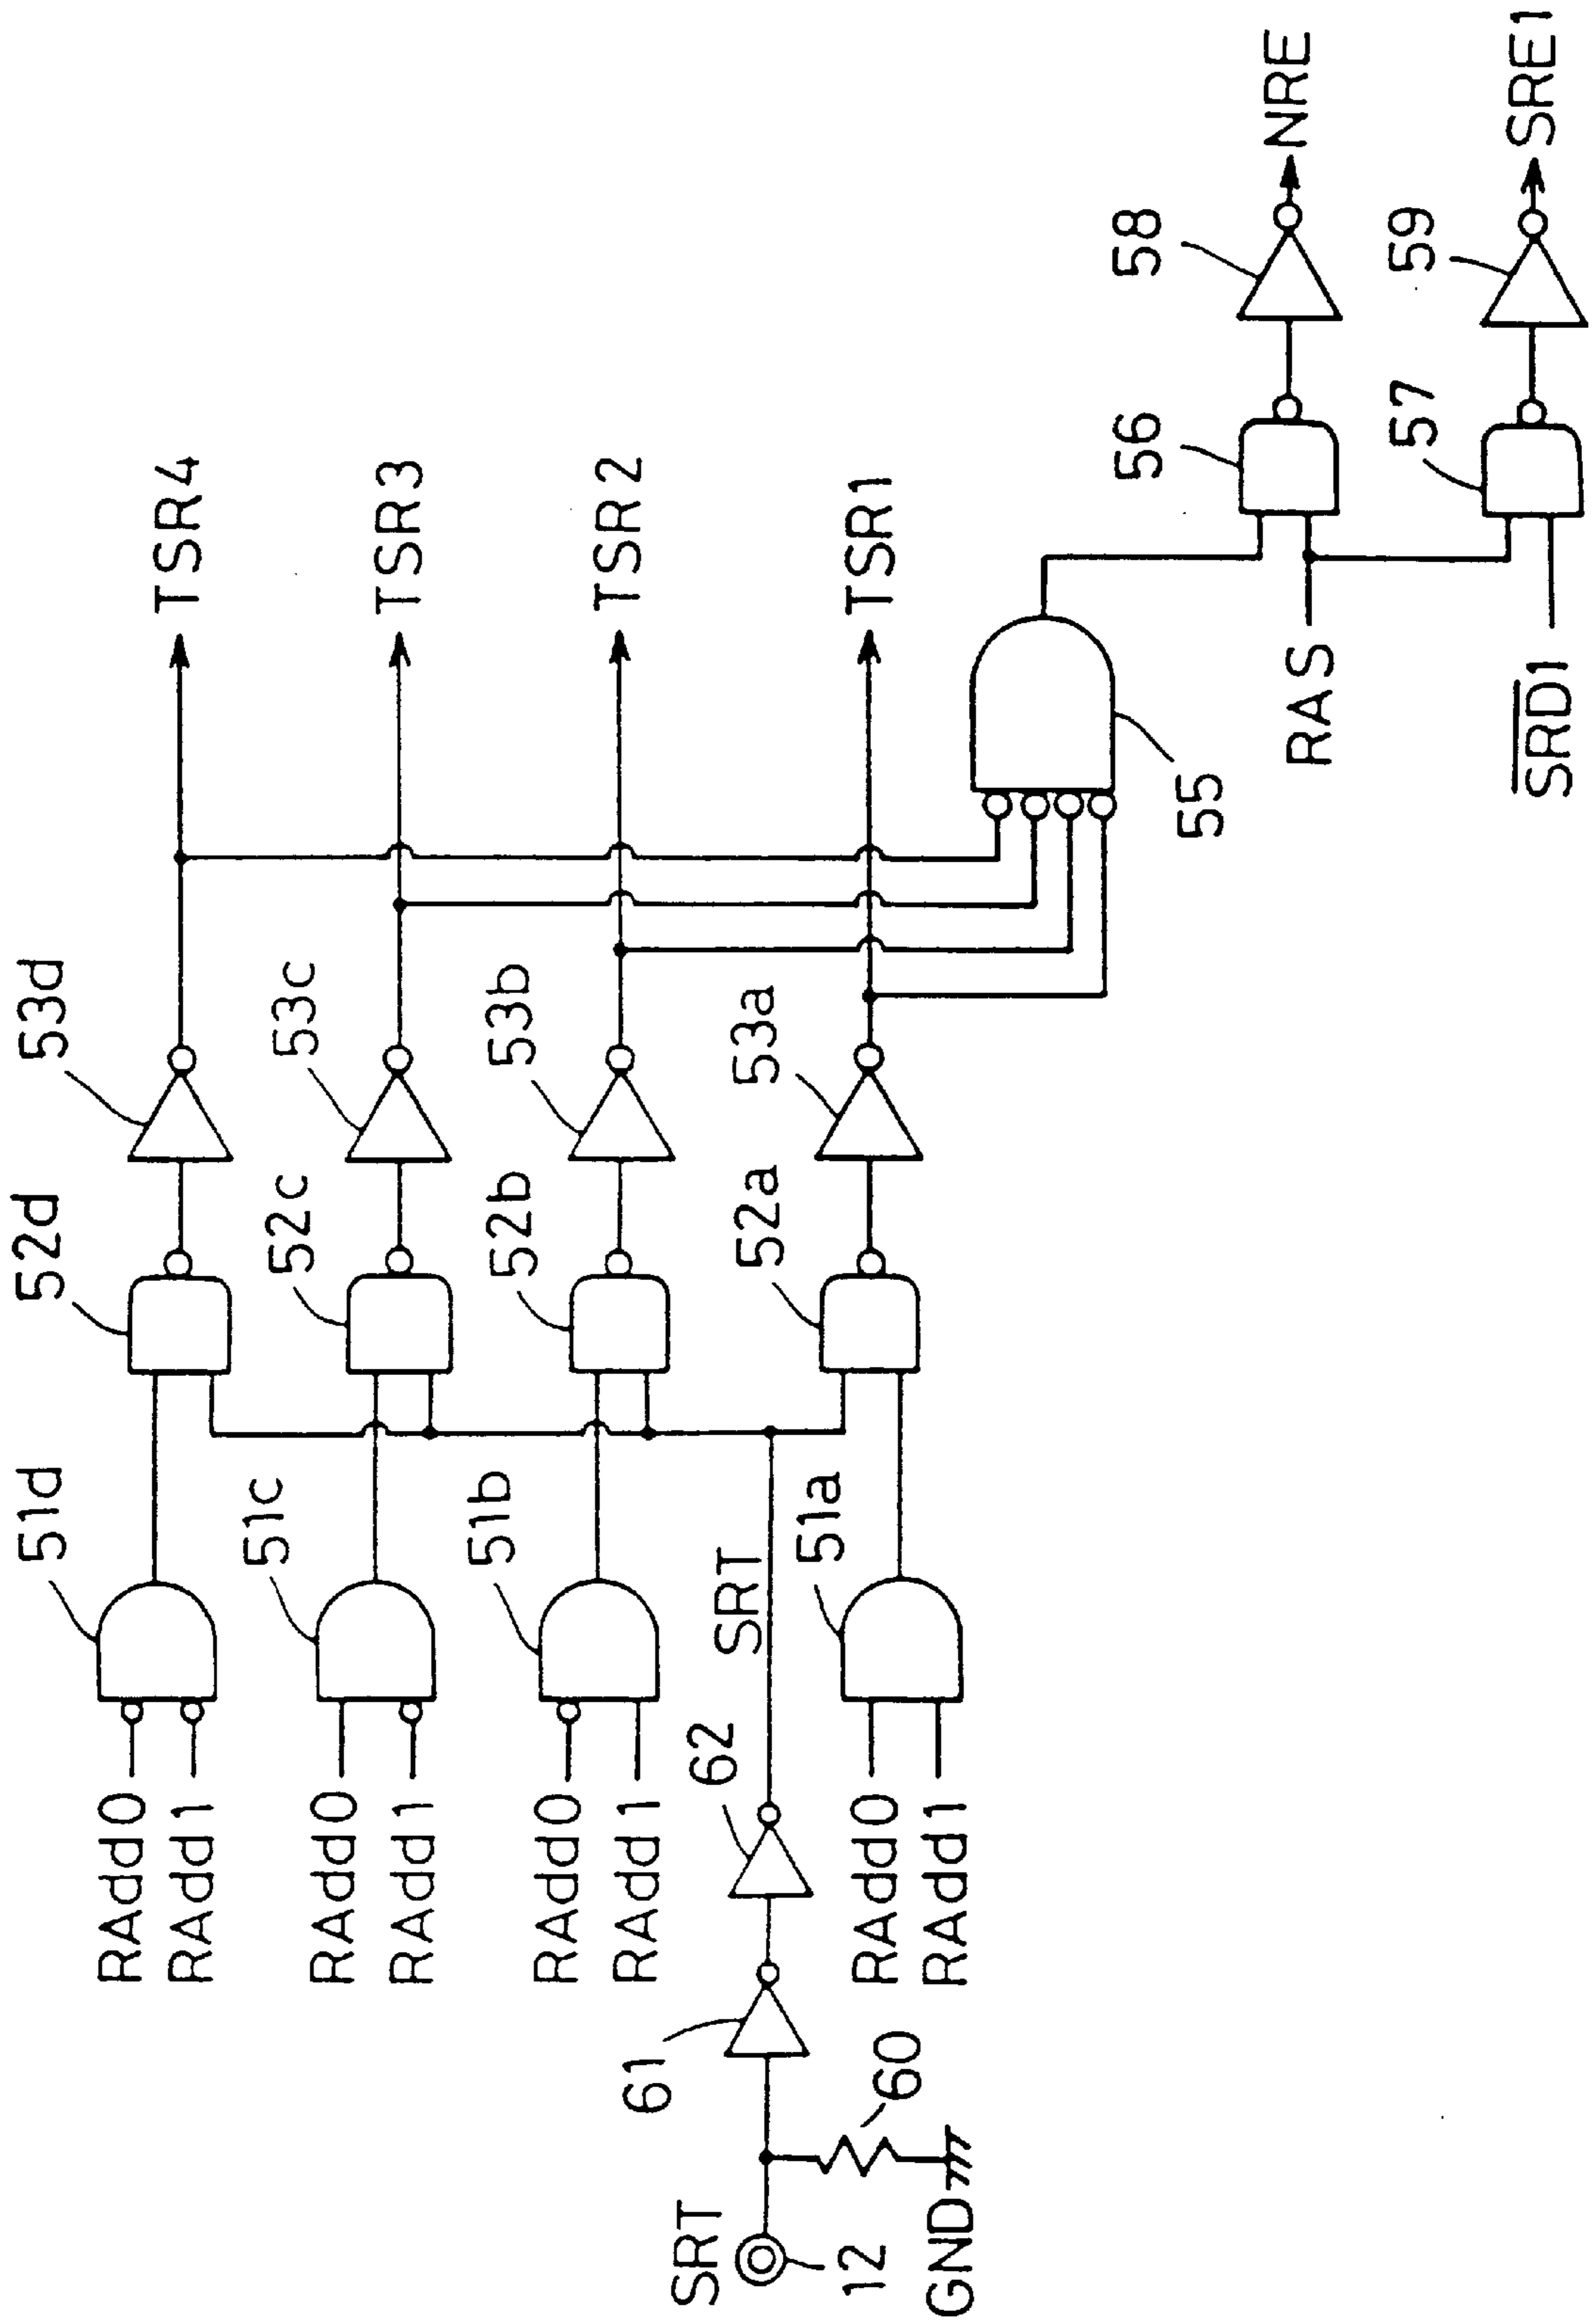 51d
52d
53d
TSR4
RAdd0
RAdd1
51c
52c
53c
TSR3
RAdd0
RAdd1
51b
52b
53b
TSR2
RAdd0
RAdd1
SRT
12
61
62
SRT
60
GND
51a
52a
53a
TSR1
RAdd0
RAdd1
55
56
58
NRE
RAS
57
59
SRE1
SRD1